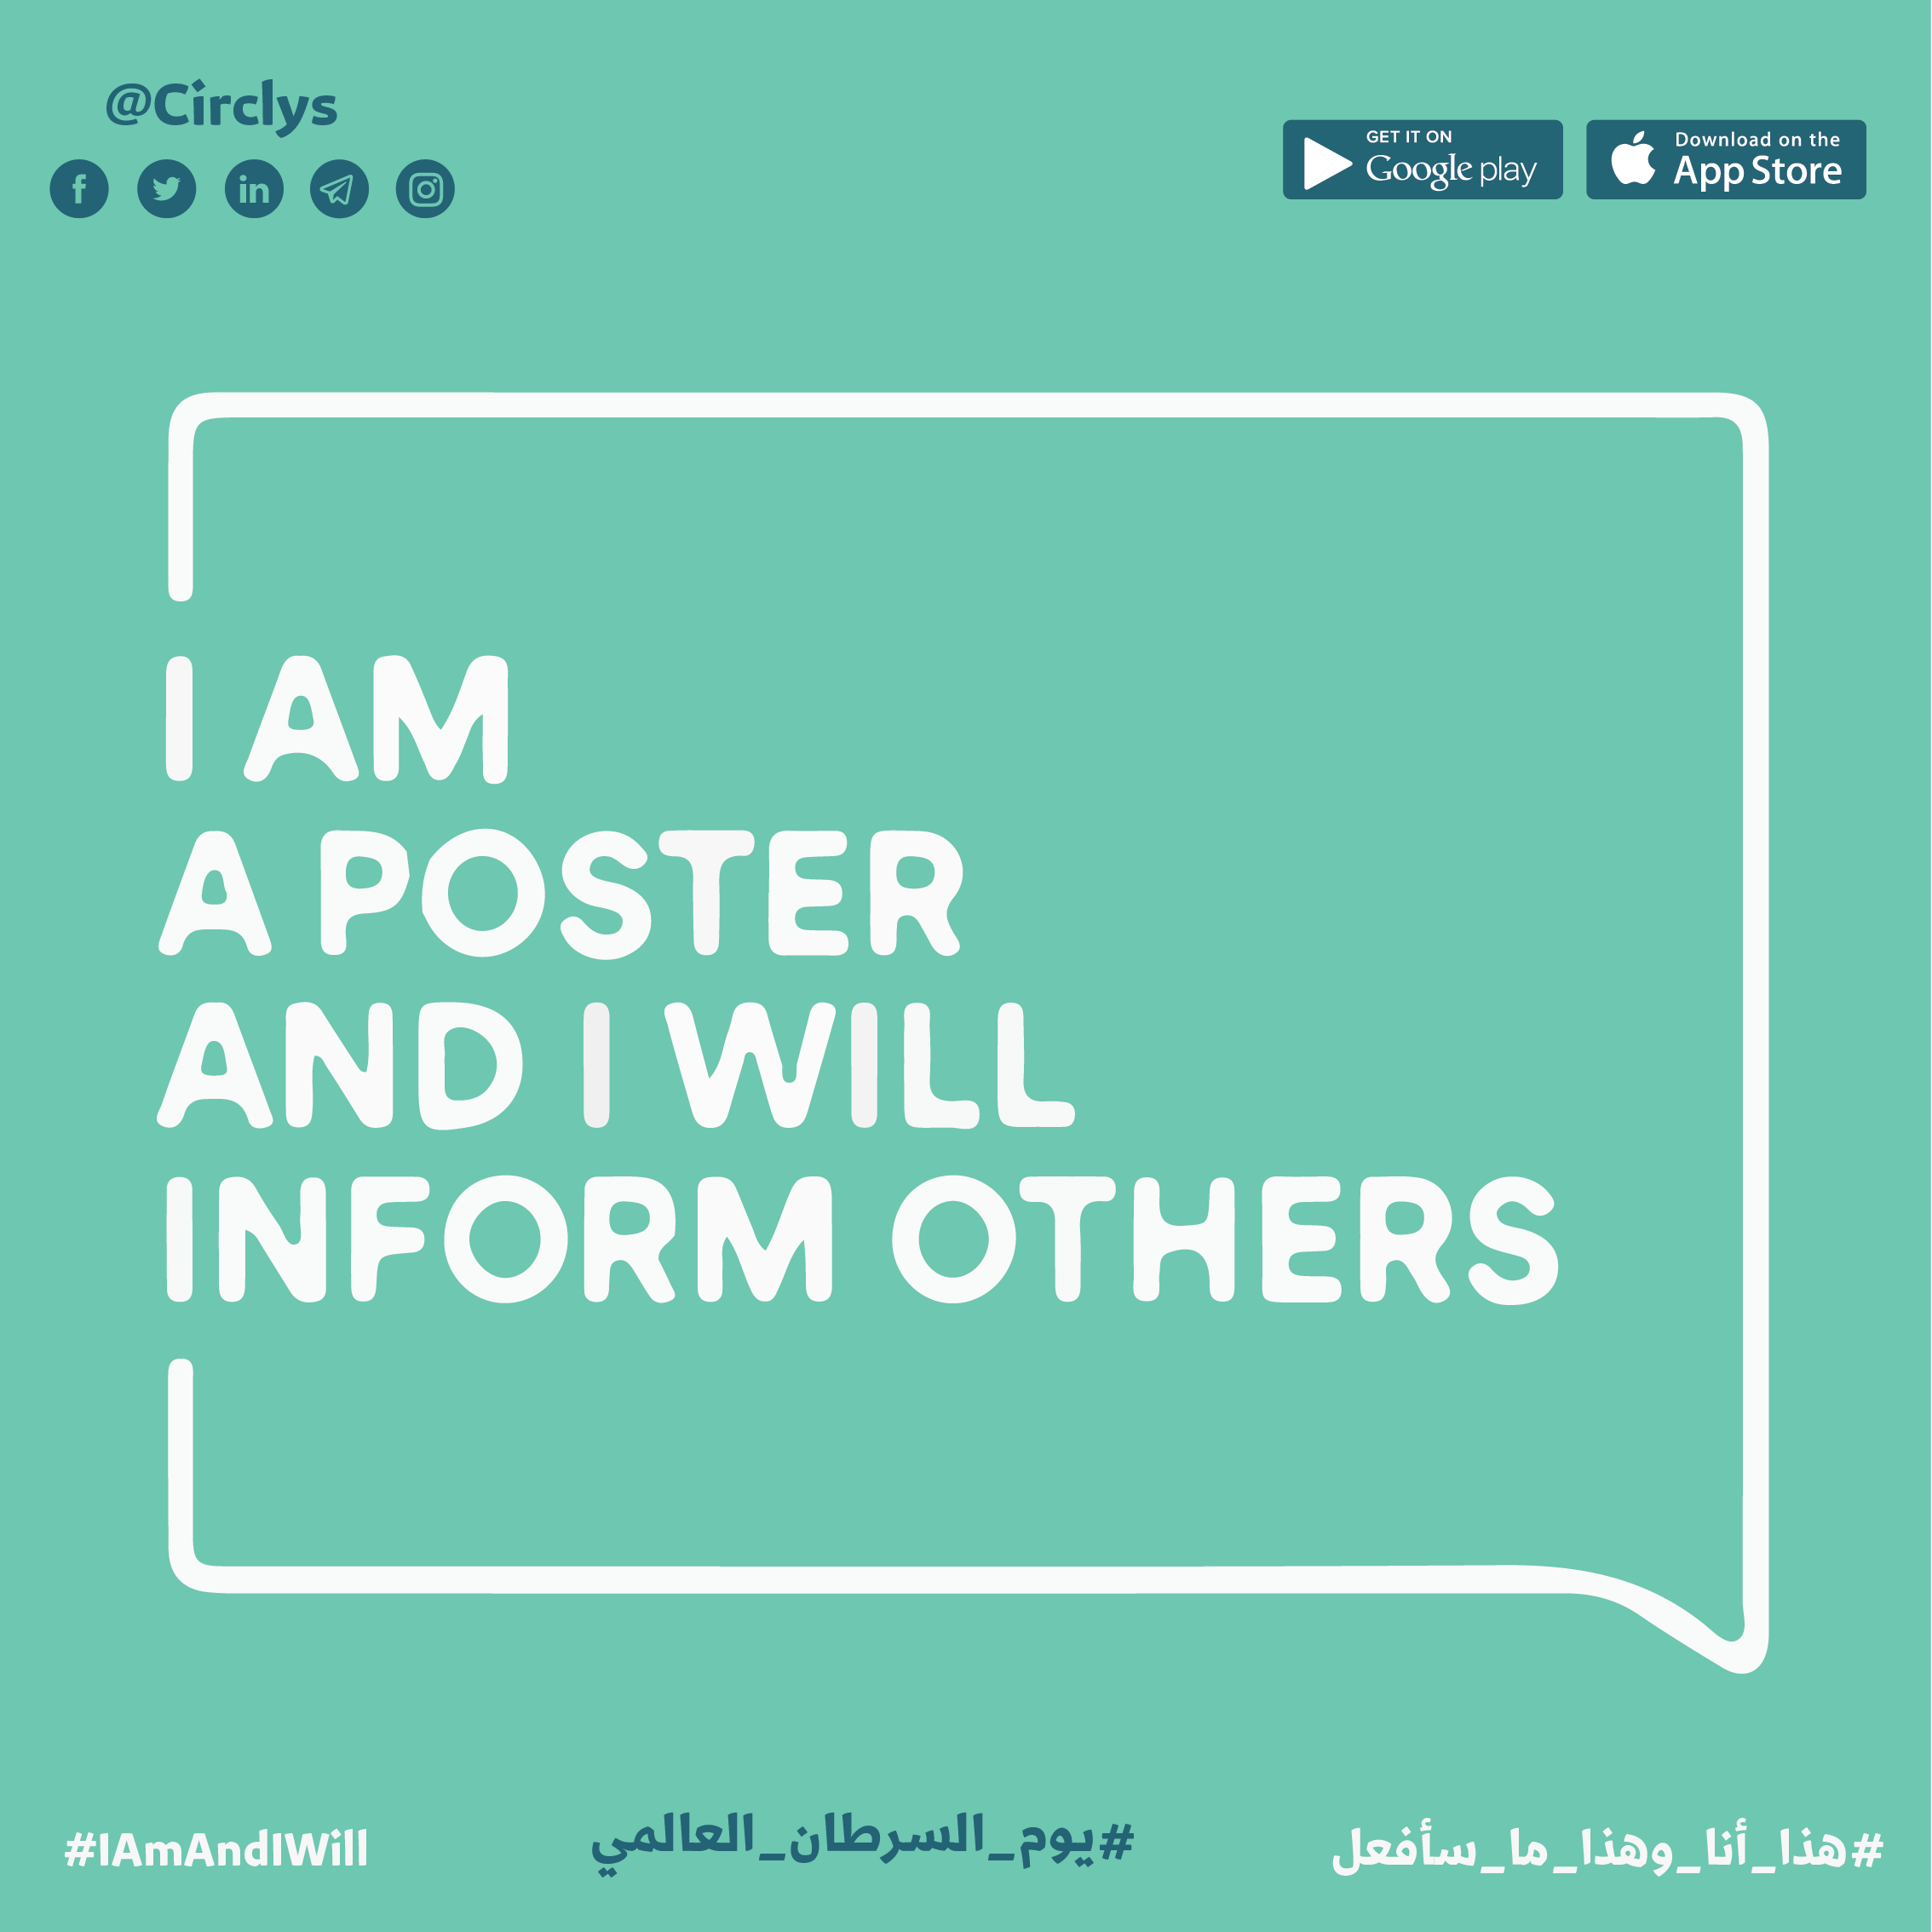 @Circlys
GET IT ON
Google play
Download on the
App Store
I AM
A POSTER
AND I WILL
INFORM OTHERS
#IAmAndIWill
#يوم_السرطان_العالمي
#هذا_أنا_وهذا_ما_سأفعل